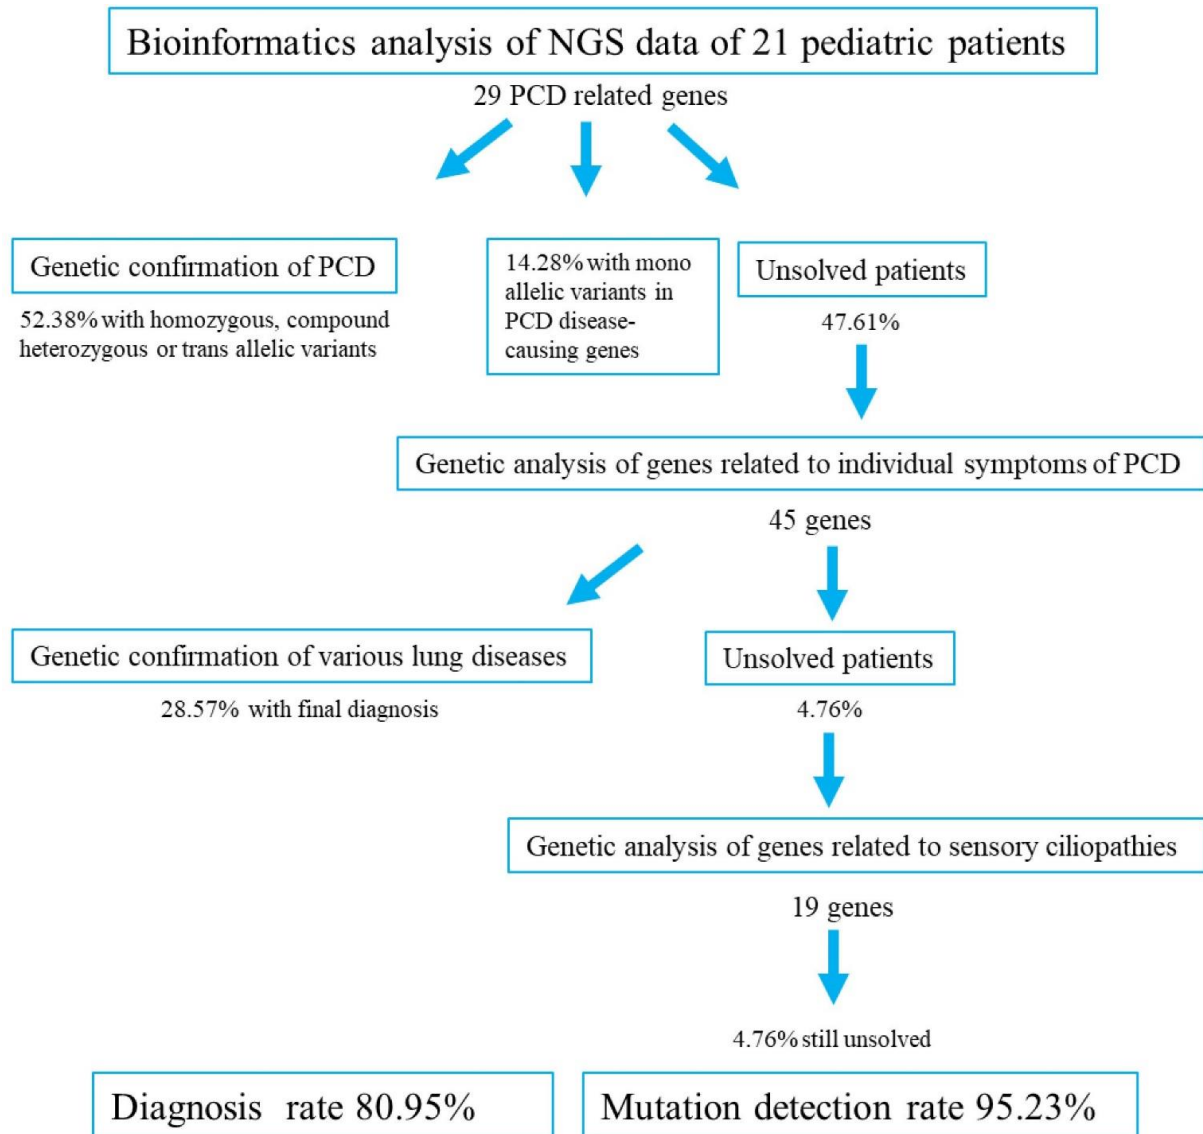 Bioinformatics analysis of NGS data of 21 pediatric patients
29 PCD related genes
Genetic confirmation of PCD
52.38% with homozygous, compound
heterozygous or trans allelic variants
14.28% with mono
allelic variants in
PCD disease-
causing genes
Unsolved patients
47.61%
Genetic analysis of genes related to individual symptoms of PCD
45 genes
Genetic confirmation of various lung diseases
28.57% with final diagnosis
Unsolved patients
4.76%
Genetic analysis of genes related to sensory ciliopathies
19 genes
4.76% still unsolved
Diagnosis rate 80.95%
Mutation detection rate 95.23%